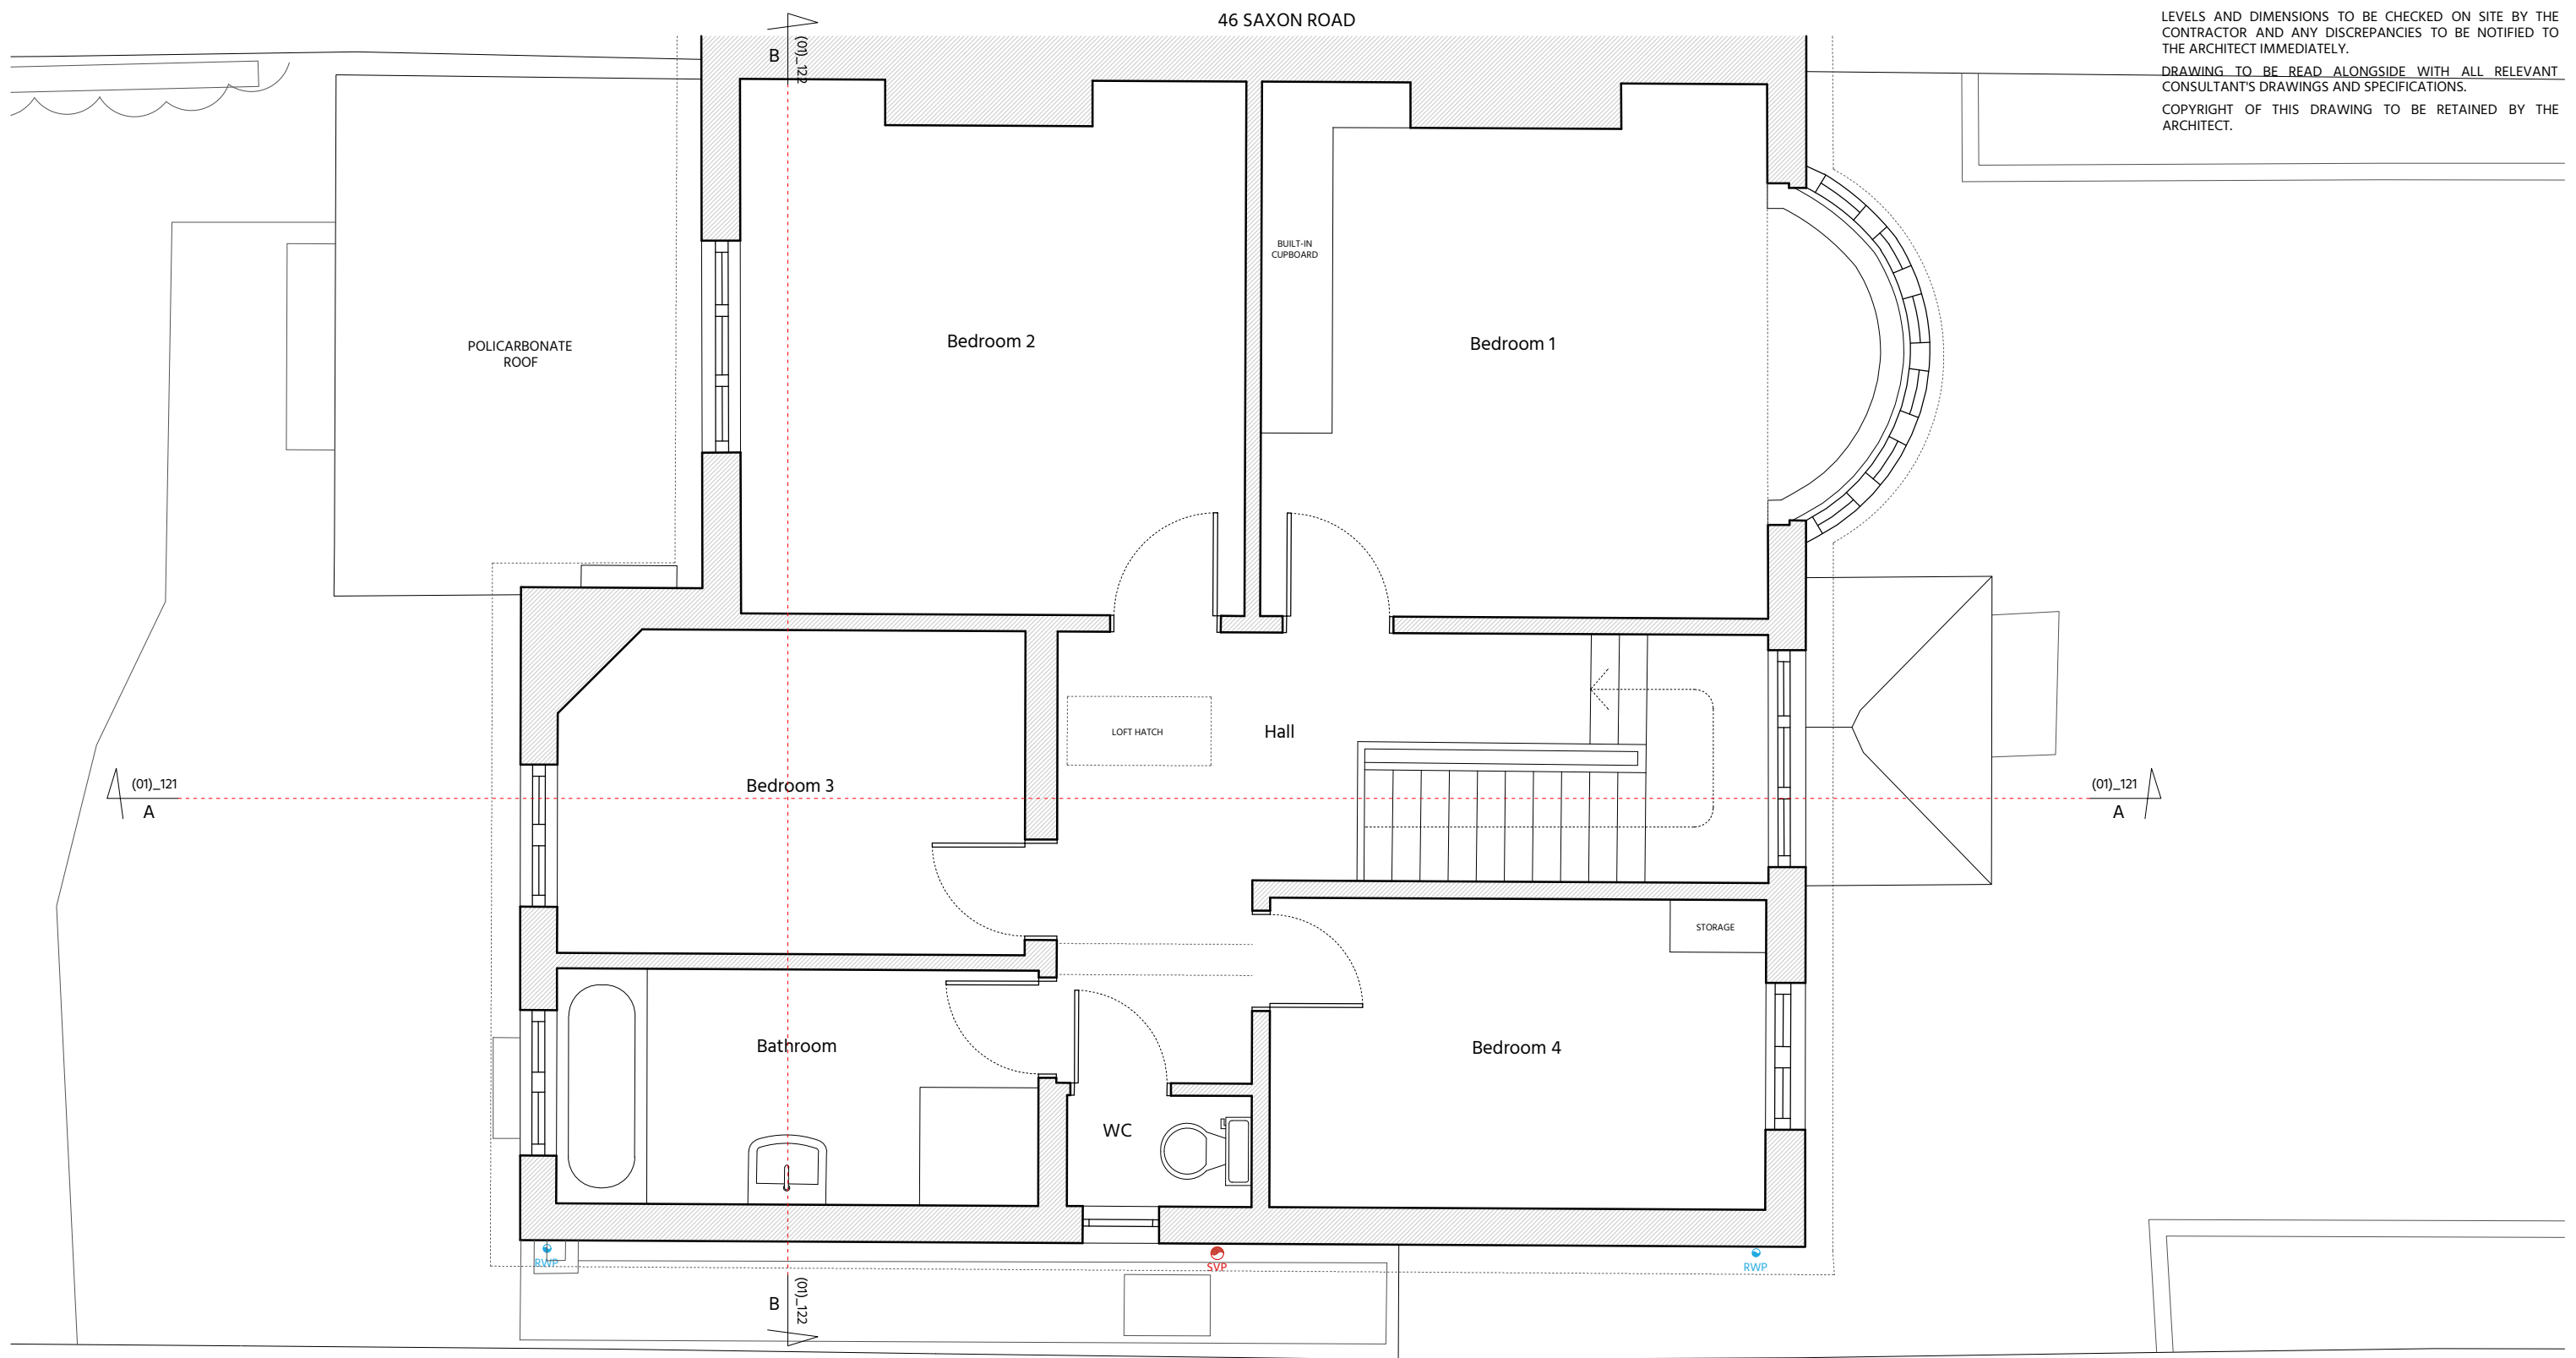 46 SAXON ROAD
LEVELS AND DIMENSIONS TO BE CHECKED ON SITE BY THE
CONTRACTOR AND ANY DISCREPANCIES TO BE NOTIFIED TO
THE ARCHITECT IMMEDIATELY.
DRAWING TO BE READ ALONGSIDE WITH ALL RELEVANT
CONSULTANT'S DRAWINGS AND SPECIFICATIONS.
COPYRIGHT OF THIS DRAWING TO BE RETAINED BY THE
ARCHITECT.
B
(01)_122
BUILT-IN
CUPBOARD
Bedroom 2
Bedroom 1
POLICARBONATE
ROOF
LOFT HATCH
Hall
Bedroom 3
(01)_121
A
(01)_121
A
STORAGE
Bathroom
Bedroom 4
WC
RWP
SVP
RWP
B
(01)_122